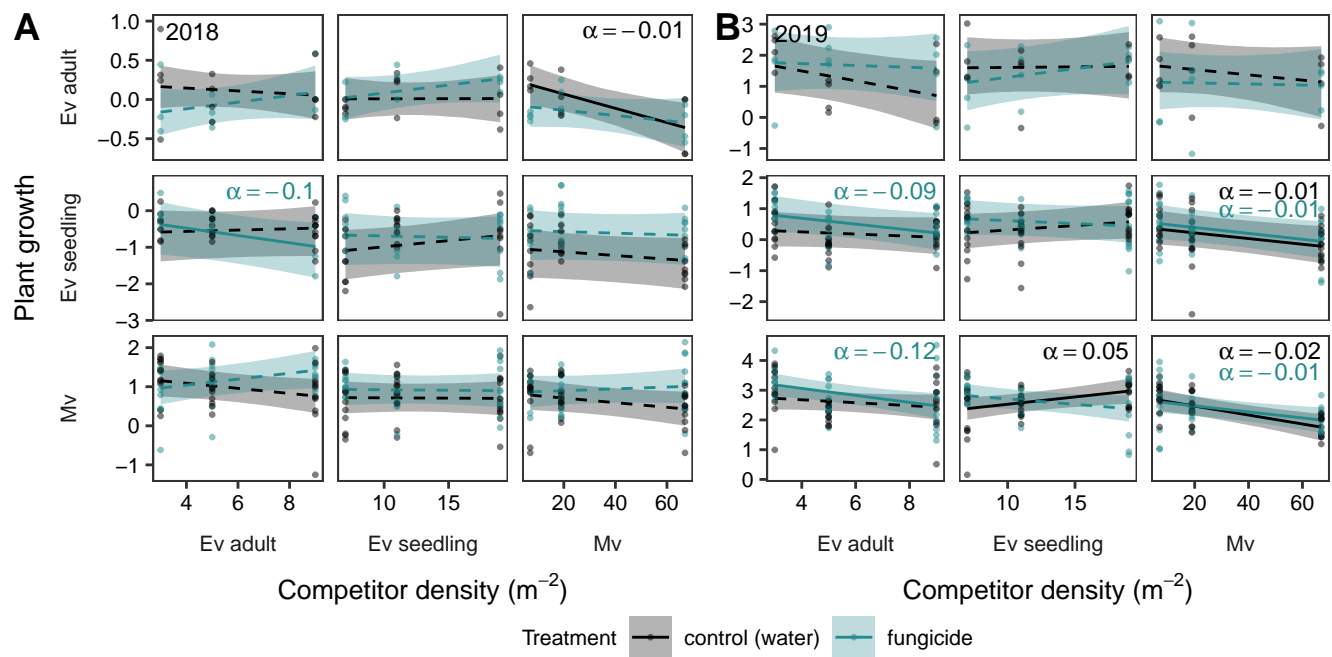 A
2018
α = −0.01
B
2019
Ev adult
1.0
0.5
0.0
−0.5
3
2
1
0
−1
α = −0.1
α = −0.09
α = −0.01
α = −0.01
Plant growth
Ev seedling
0
−1
−2
−3
2
1
0
−1
−2
α = −0.12
α = 0.05
α = −0.02
α = −0.01
Mv
2
1
0
−1
4
3
2
1
0
4 6 8 10 15 20 40 60 4 6 8 10 15 20 40 60
Ev adult Ev seedling Mv Ev adult Ev seedling Mv
Competitor density (m⁻²) Competitor density (m⁻²)
Treatment control (water) fungicide